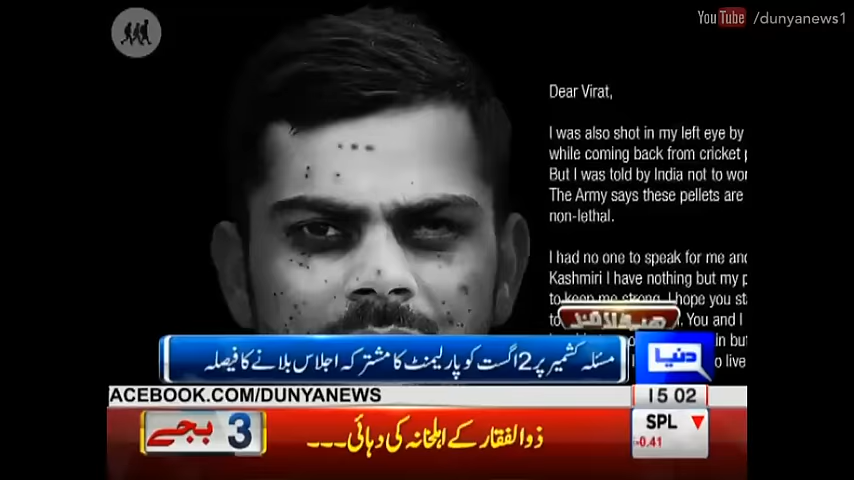 YouTube /dunyanews1
Dear Virat,
I was also shot in my left eye by
while coming back from cricket
But I was told by India not to
The Army says these pellets are
non-lethal.
I had no one to speak for me
Kashmiri I have nothing but my
to keep me strong. I hope you
You and I
in
live
ہیڈلائنز
مسئلہ کشمیر پر 2 اگست کو پارلیمنٹ کا مشترکہ اجلاس بلانے کا فیصلہ
دنیا
ACEBOOK.COM/DUNYANEWS
15 02
3 بجے
ذوالفقار کے اہلخانہ کی دہائی ۔۔۔
SPL
-0.41